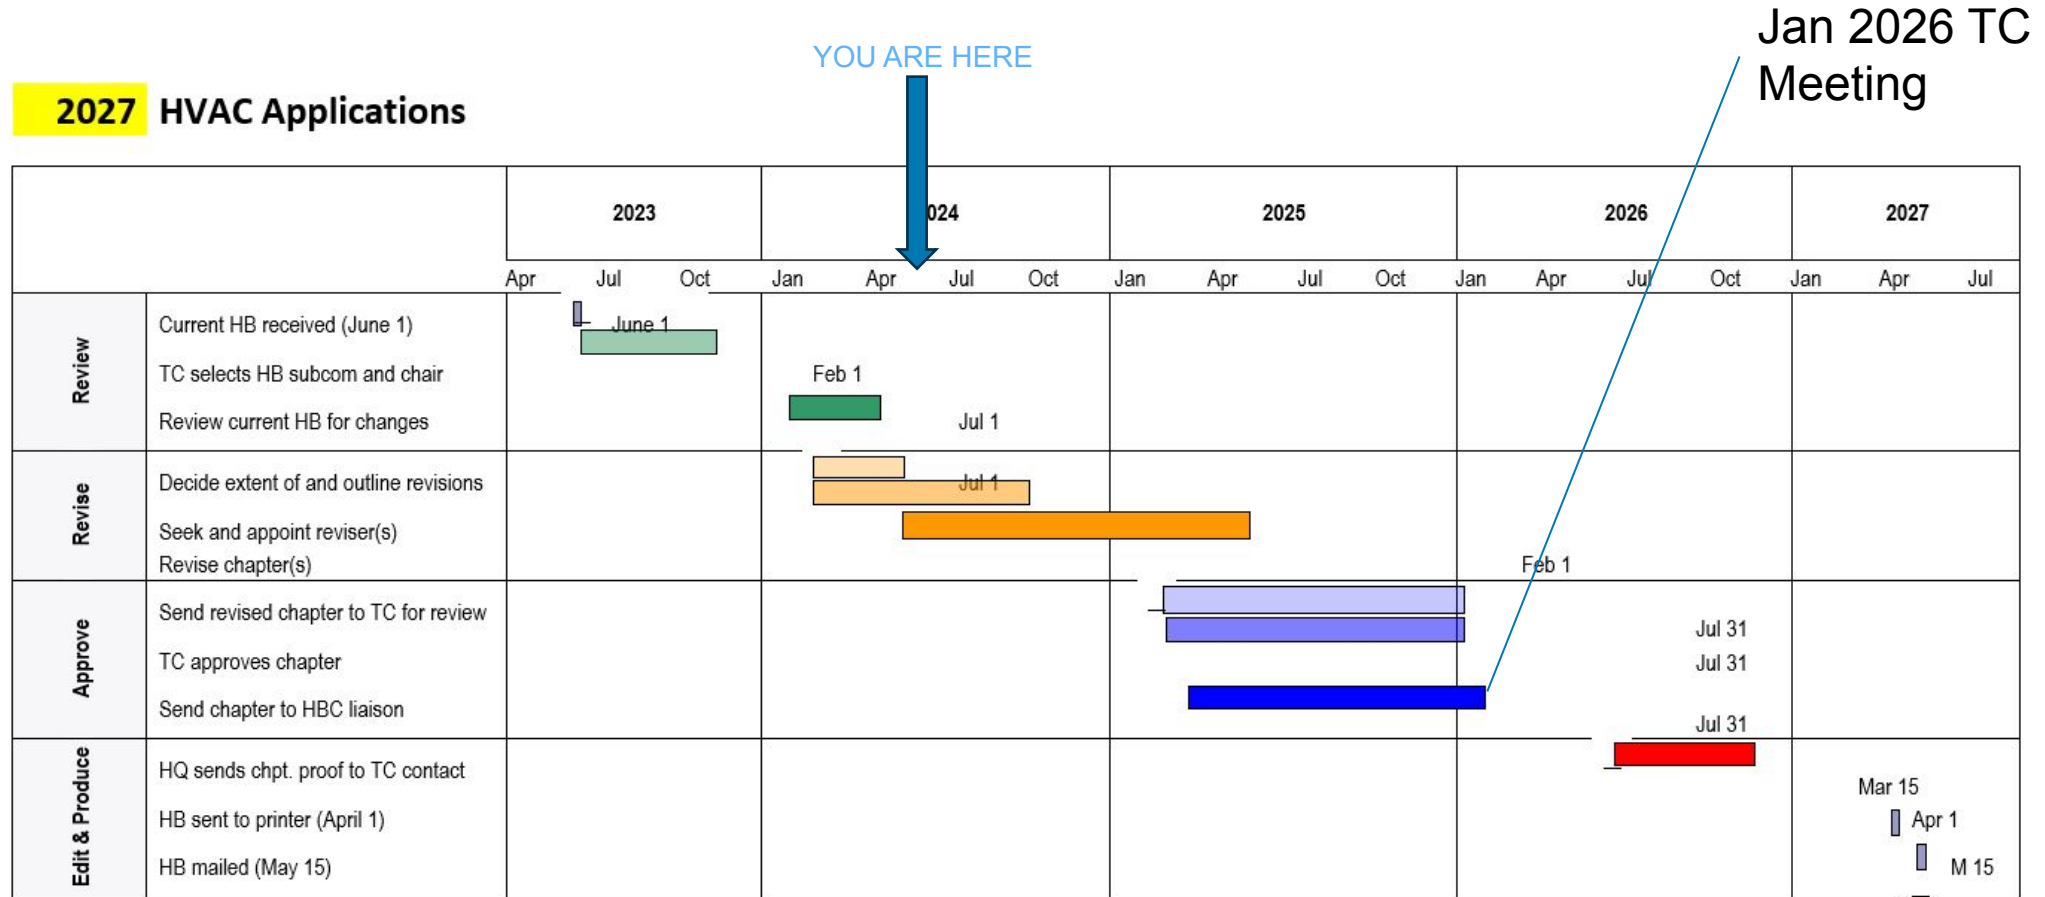 Jan 2026 TC
Meeting
YOU ARE HERE
2027 HVAC Applications
2023 024 2025 2026 2027
Apr Jul Oct Jan Apr Jul Oct Jan Apr Jul Oct Jan Apr Jul Oct Jan Apr Jul
Review
Current HB received (June 1) June 1
TC selects HB subcom and chair Feb 1
Review current HB for changes Jul 1
Revise
Decide extent of and outline revisions Jul 1
Seek and appoint reviser(s)
Revise chapter(s) Feb 1
Approve
Send revised chapter to TC for review
Jul 31
TC approves chapter Jul 31
Send chapter to HBC liaison
Jul 31
Edit & Produce
HQ sends chpt. proof to TC contact
Mar 15
HB sent to printer (April 1) Apr 1
HB mailed (May 15) M 15